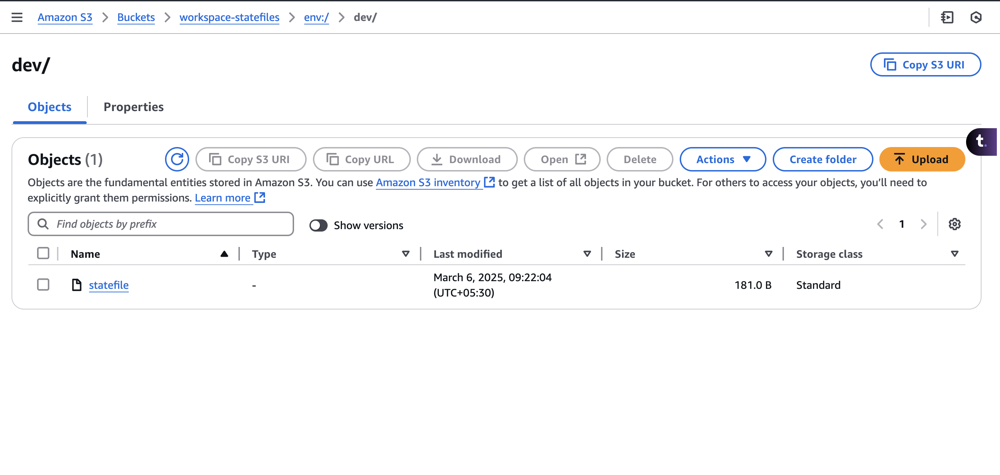 Amazon S3 > Buckets > workspace-statefiles > env:/ > dev/
dev/
Copy S3 URI
Objects
Properties
Objects (1)
Copy S3 URI
Copy URL
Download
Open
Delete
Actions
Create folder
Upload
t.
Objects are the fundamental entities stored in Amazon S3. You can use Amazon S3 inventory to get a list of all objects in your bucket. For others to access your objects, you’ll need to
explicitly grant them permissions. Learn more
Find objects by prefix
Show versions
1
Name
Type
Last modified
Size
Storage class
statefile
-
March 6, 2025, 09:22:04
(UTC+05:30)
181.0 B
Standard